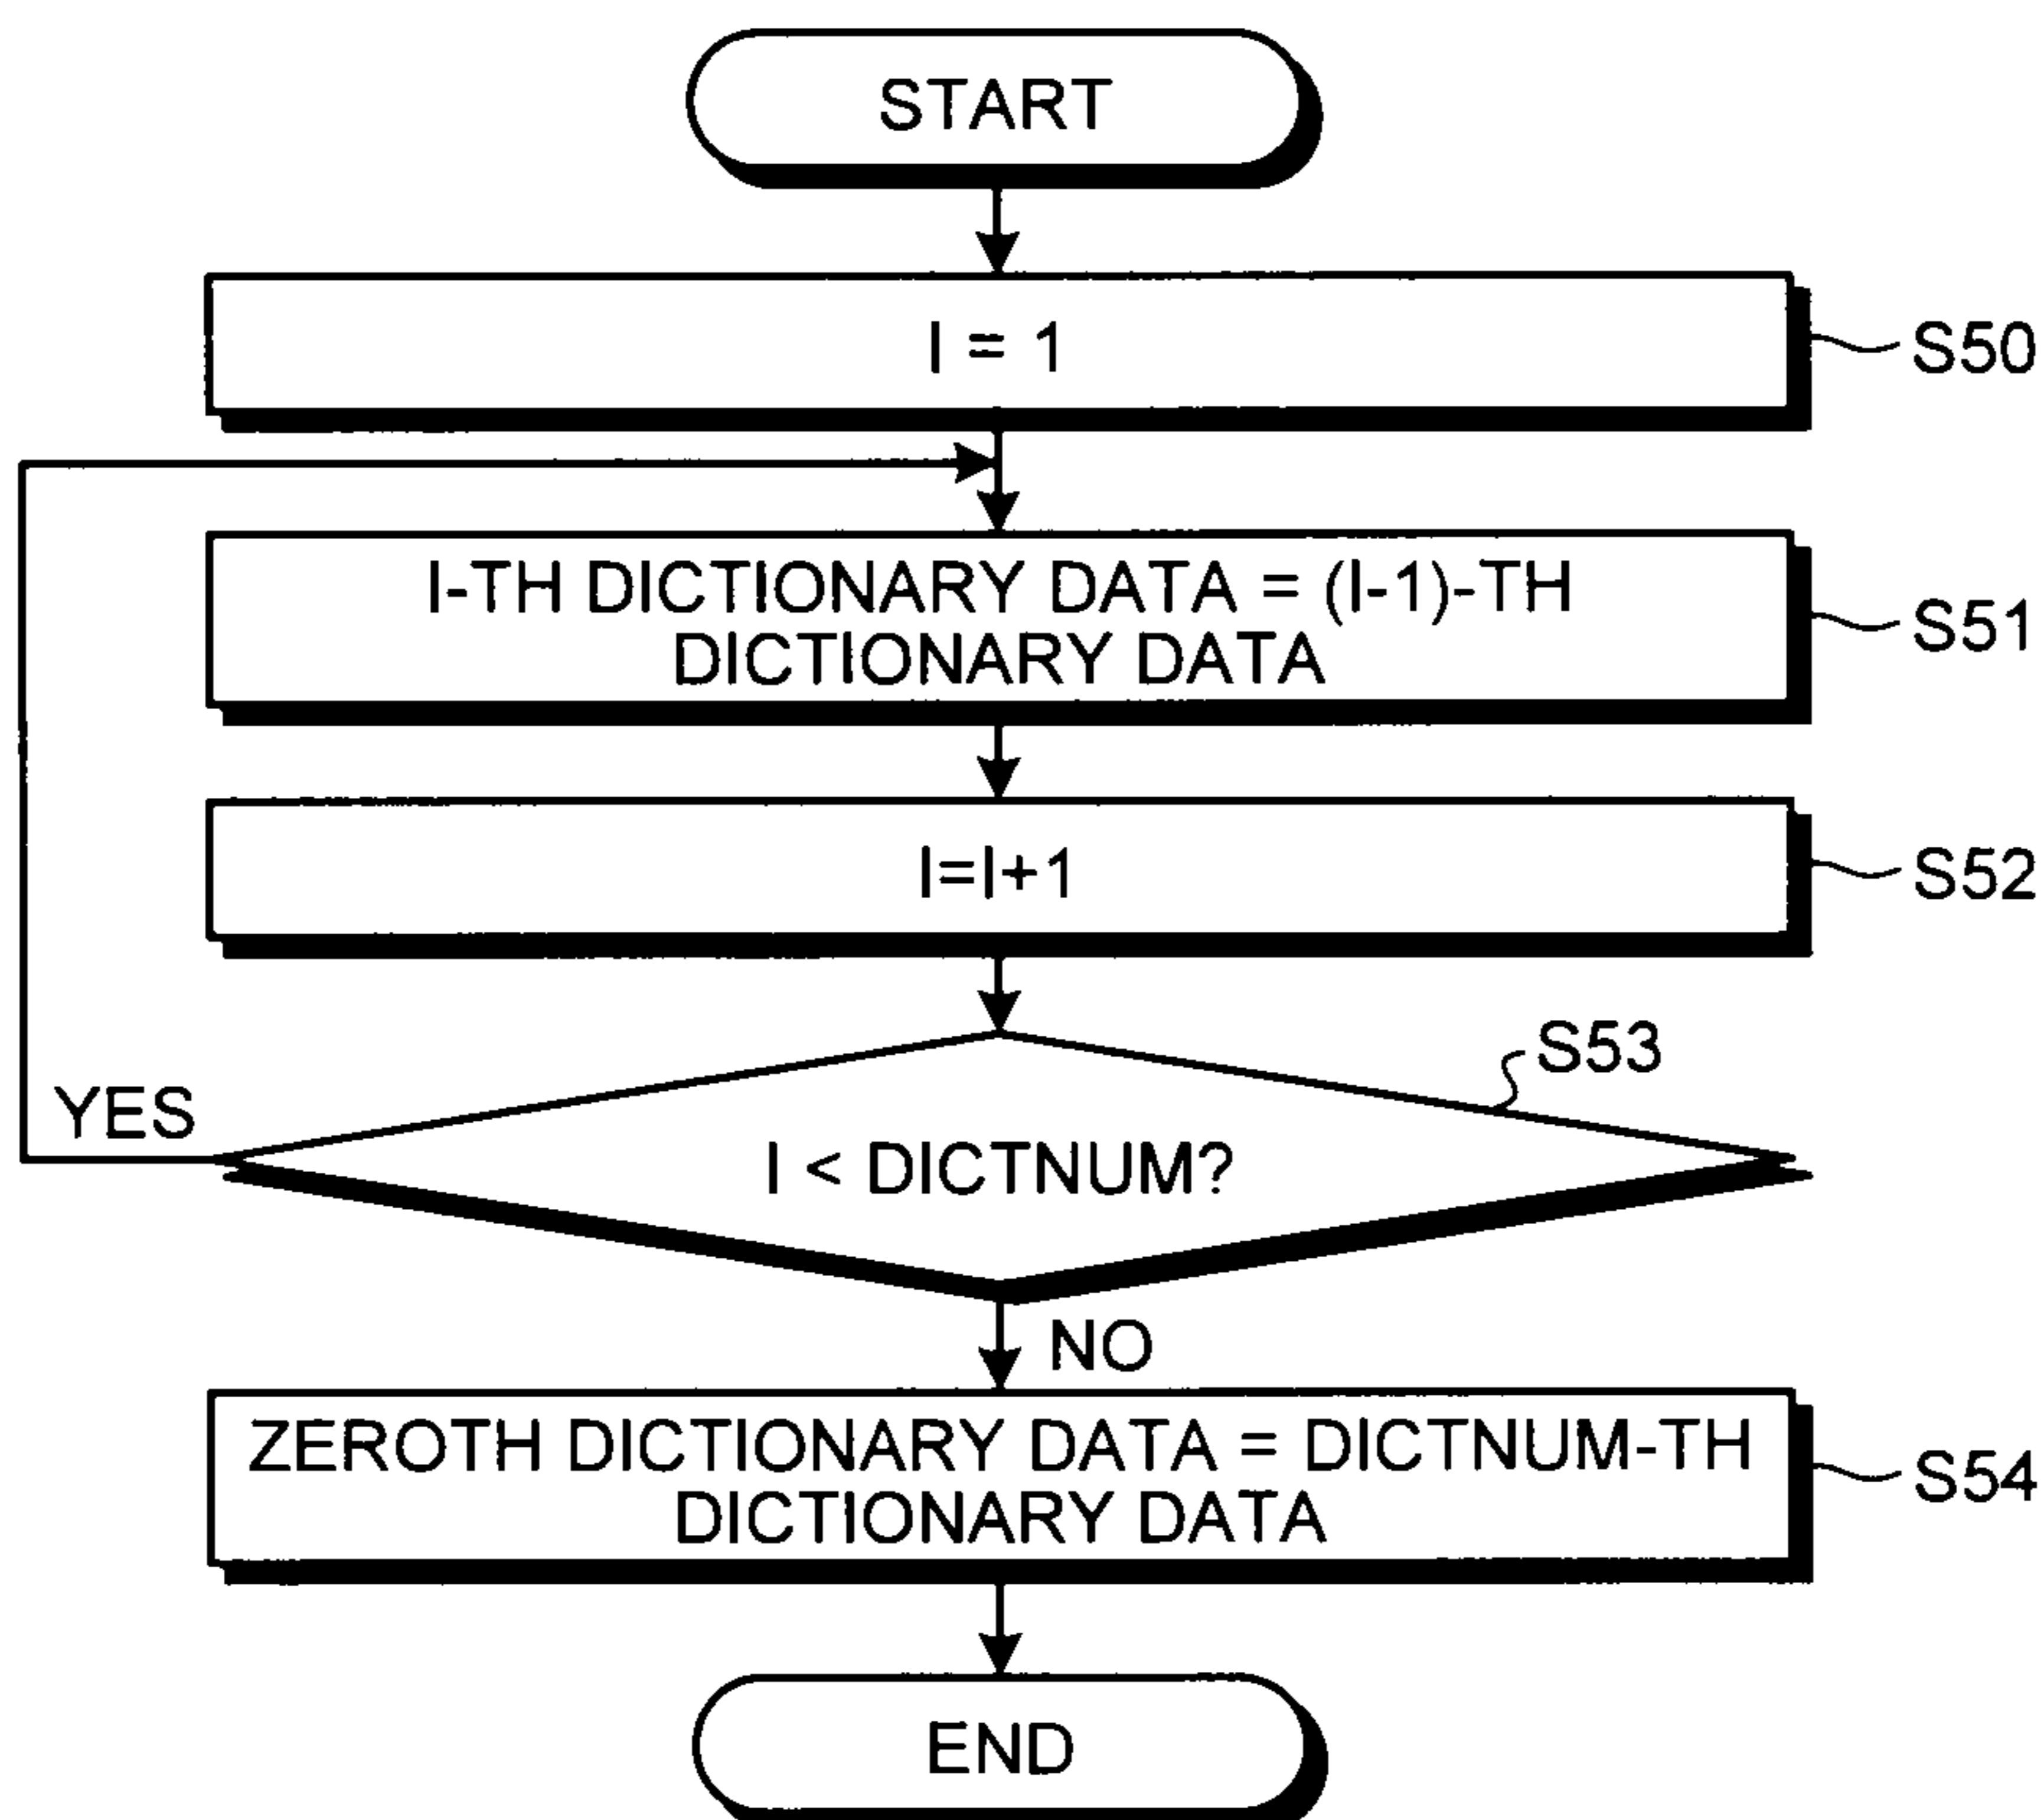 START
I = 1
S50
I-TH DICTIONARY DATA = (I-1)-TH
DICTIONARY DATA
S51
I=I+1
S52
S53
YES
I < DICTNUM?
NO
ZEROTH DICTIONARY DATA = DICTNUM-TH
DICTIONARY DATA
S54
END